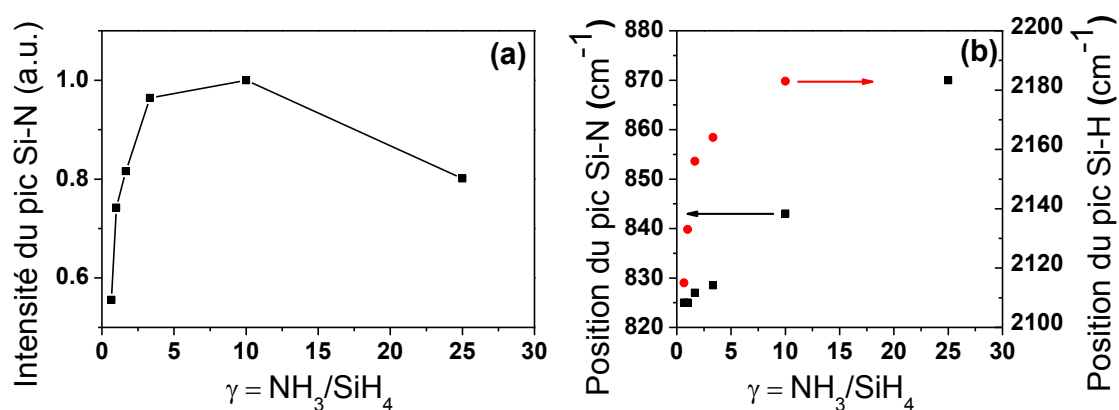 (a)
Intensité du pic Si-N (a.u.)
1.0
0.8
0.6
0 5 10 15 20 25 30
γ = NH₃/SiH₄
(b)
Position du pic Si-N (cm⁻¹)
880
870
860
850
840
830
820
0 5 10 15 20 25 30
γ = NH₃/SiH₄
2200
2180
2160
2140
2120
2100
Position du pic Si-H (cm⁻¹)